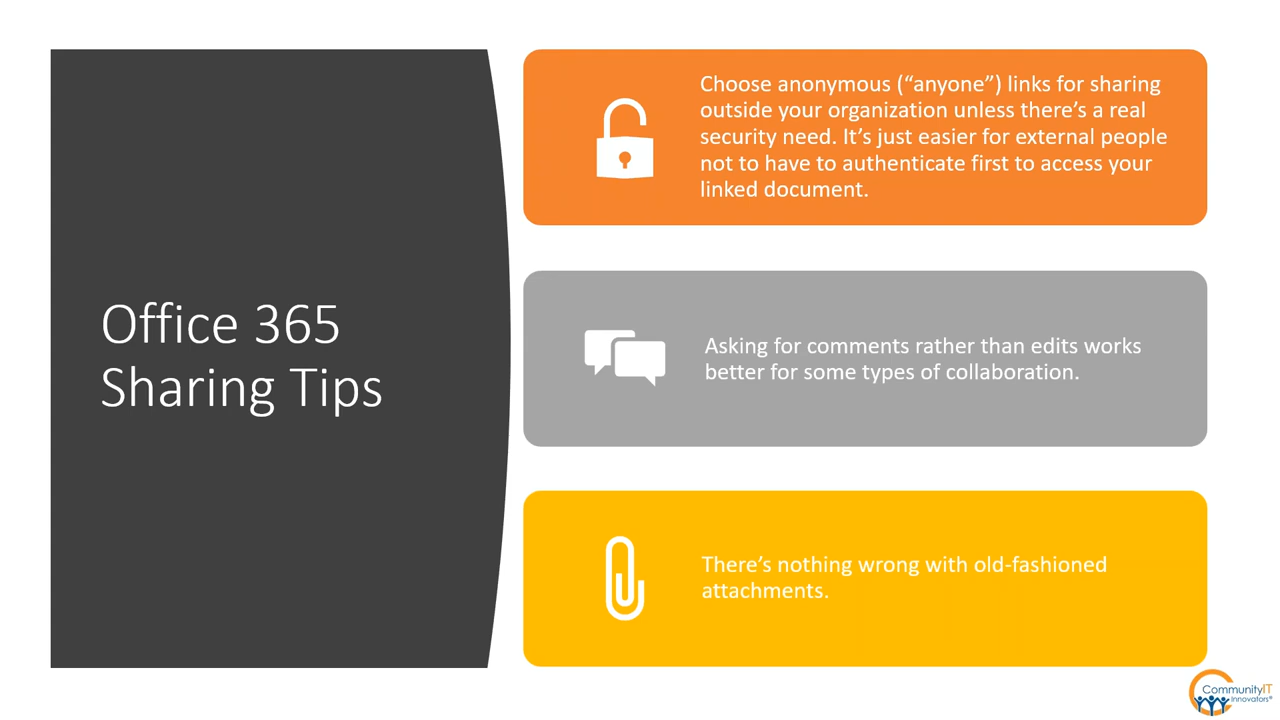 Office 365
Sharing Tips
Choose anonymous (“anyone”) links for sharing
outside your organization unless there’s a real
security need. It’s just easier for external people
not to have to authenticate first to access your
linked document.
Asking for comments rather than edits works
better for some types of collaboration.
There’s nothing wrong with old-fashioned
attachments.
CommunityIT
Innovators®